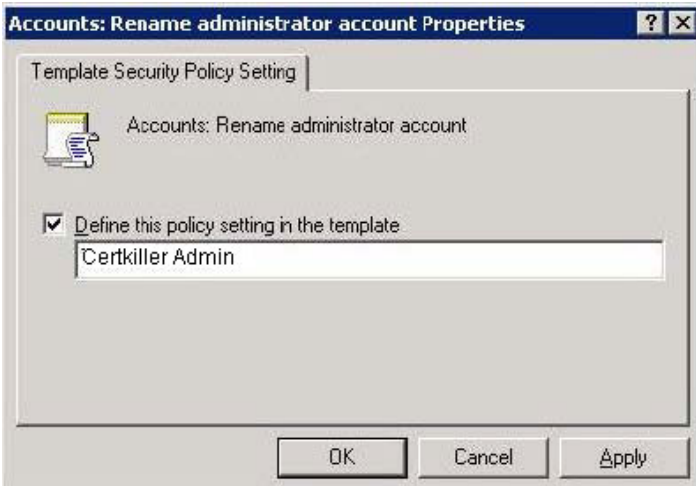 Accounts: Rename administrator account Properties ? ×
Template Security Policy Setting
Accounts: Rename administrator account
Define this policy setting in the template
Certkiller Admin
OK Cancel Apply